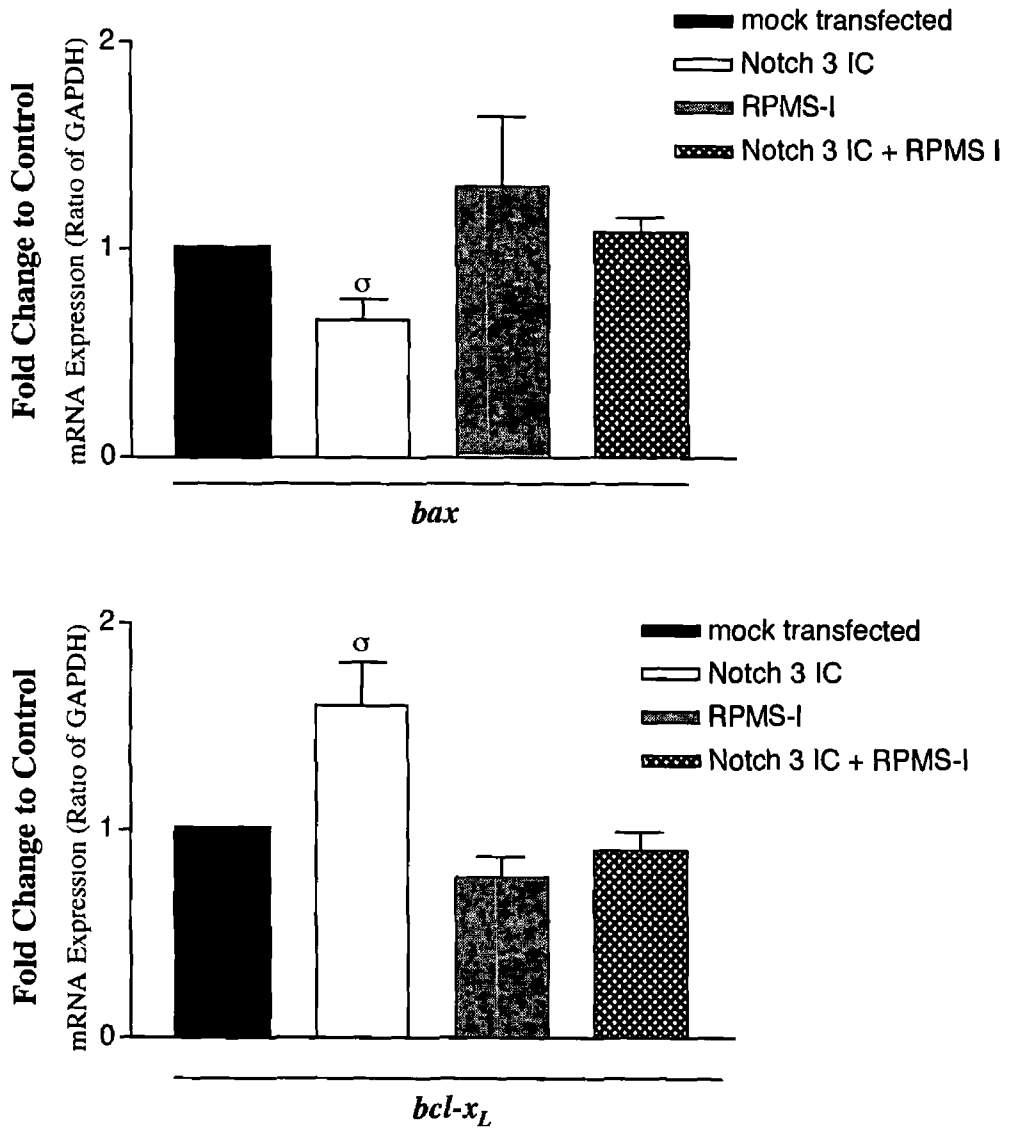 mock transfected
Notch 3 IC
RPMS-I
Notch 3 IC + RPMS I
Fold Change to Control
mRNA Expression (Ratio of GAPDH)
2
1
0
σ
bax
mock transfected
Notch 3 IC
RPMS-I
Notch 3 IC + RPMS-I
Fold Change to Control
mRNA Expression (Ratio of GAPDH)
2
1
0
σ
bcl-xL